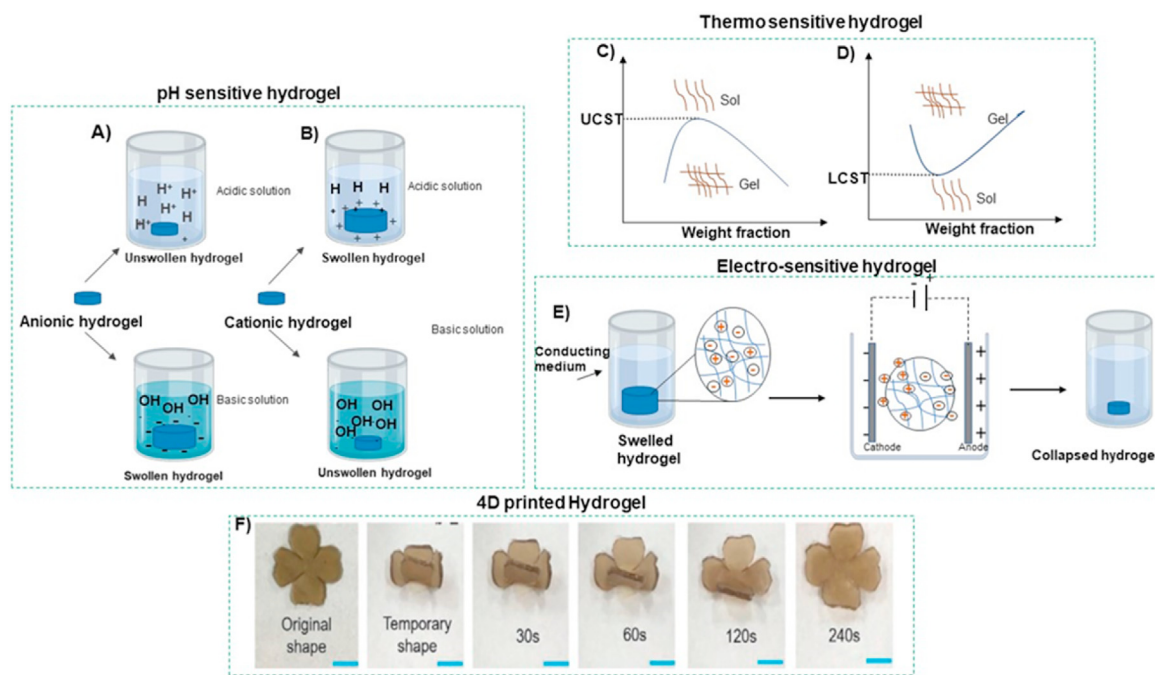 Thermo sensitive hydrogel
C)
D)
UCST
Sol
Gel
Weight fraction
LCST
Gel
Sol
Weight fraction
pH sensitive hydrogel
A)
B)
H⁺
H
H⁺
H⁺
H
H⁺
+
Acidic solution
Unswollen hydrogel
H H H
+ + + + + + + +
Acidic solution
Swollen hydrogel
Anionic hydrogel
Cationic hydrogel
Basic solution
OH OH OH
Basic solution
Swollen hydrogel
OH OH
OH OH
OH
Unswollen hydrogel
Electro-sensitive hydrogel
E)
Conducting
medium
Swelled
hydrogel
- +
Cathode
Anode
Collapsed hydroge
4D printed Hydrogel
F)
Original
shape
Temporary
shape
30s
60s
120s
240s